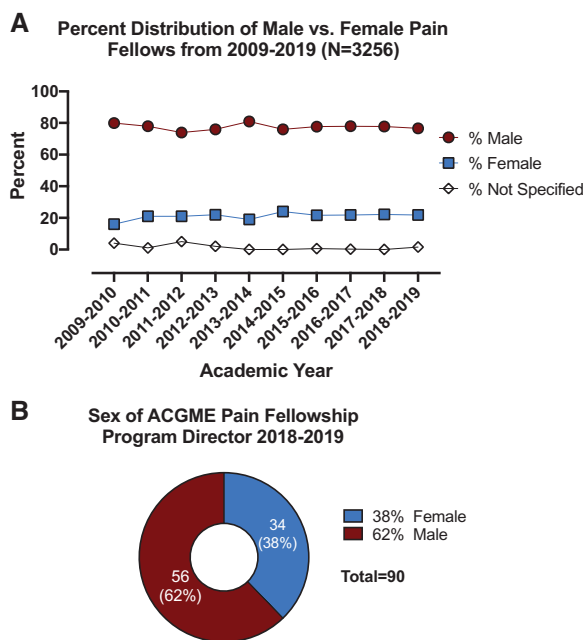 A
Percent Distribution of Male vs. Female Pain
Fellows from 2009-2019 (N=3256)
100
80
60
40
20
0
Percent
% Male
% Female
% Not Specified
2009-2010
2010-2011
2011-2012
2012-2013
2013-2014
2014-2015
2015-2016
2016-2017
2017-2018
2018-2019
Academic Year
B
Sex of ACGME Pain Fellowship
Program Director 2018-2019
34
(38%)
56
(62%)
38% Female
62% Male
Total=90